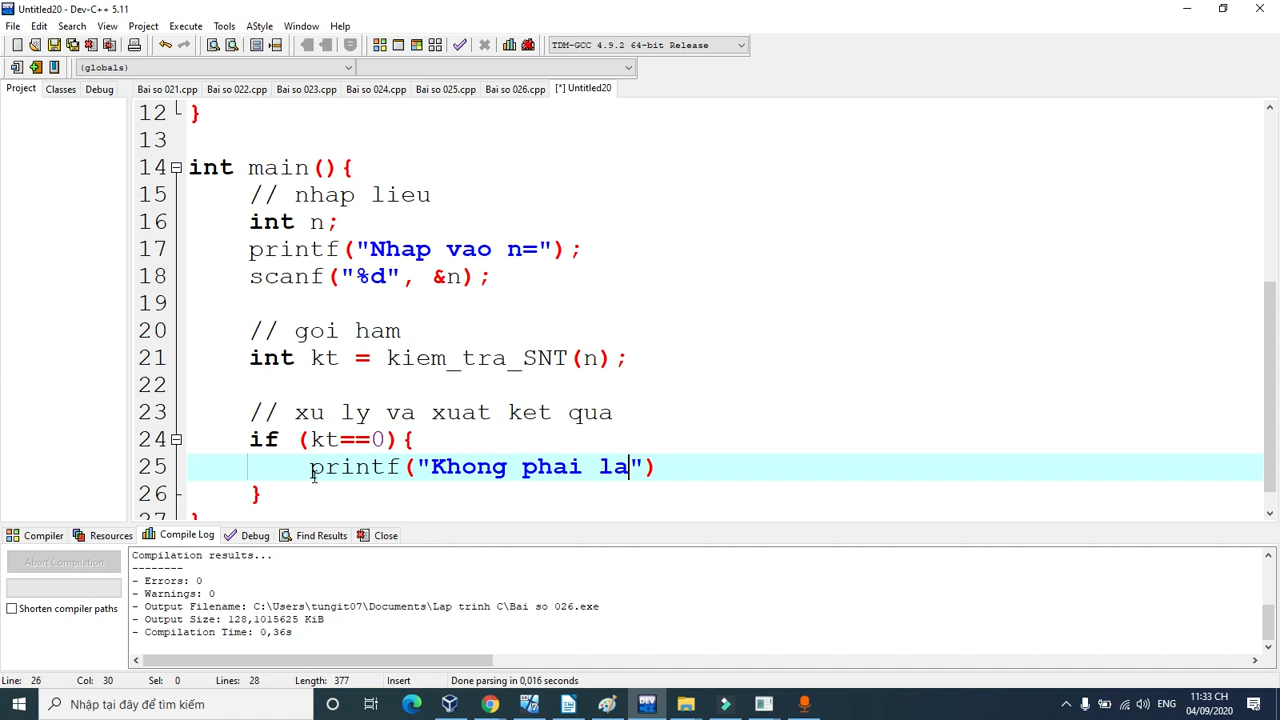 Untitled20 - Dev-C++ 5.11
File Edit Search View Project Execute Tools AStyle Window Help
TDM-GCC 4.9.2 64-bit Release
(globals)
Project Classes Debug
Bai so 021.cpp Bai so 022.cpp Bai so 023.cpp Bai so 024.cpp Bai so 025.cpp Bai so 026.cpp [*] Untitled20
12 }
13
14 int main(){
15 // nhap lieu
16 int n;
17 printf("Nhap vao n=");
18 scanf("%d", &n);
19
20 // goi ham
21 int kt = kiem_tra_SNT(n);
22
23 // xu ly va xuat ket qua
24 if (kt==0){
25 printf("Khong phai la")
26 }
27 }
Compiler Resources Compile Log Debug Find Results Close
Abort Compilation
Shorten compiler paths
Compilation results...
--------
- Errors: 0
- Warnings: 0
- Output Filename: C:\Users\tungit07\Documents\Lap trinh C\Bai so 026.exe
- Output Size: 128,1015625 KiB
- Compilation Time: 0,36s
Line: 26 Col: 30 Sel: 0 Lines: 28 Length: 377 Insert Done parsing in 0,016 seconds
Nhập tại đây để tìm kiếm
DEV
11:33 CH
04/09/2020